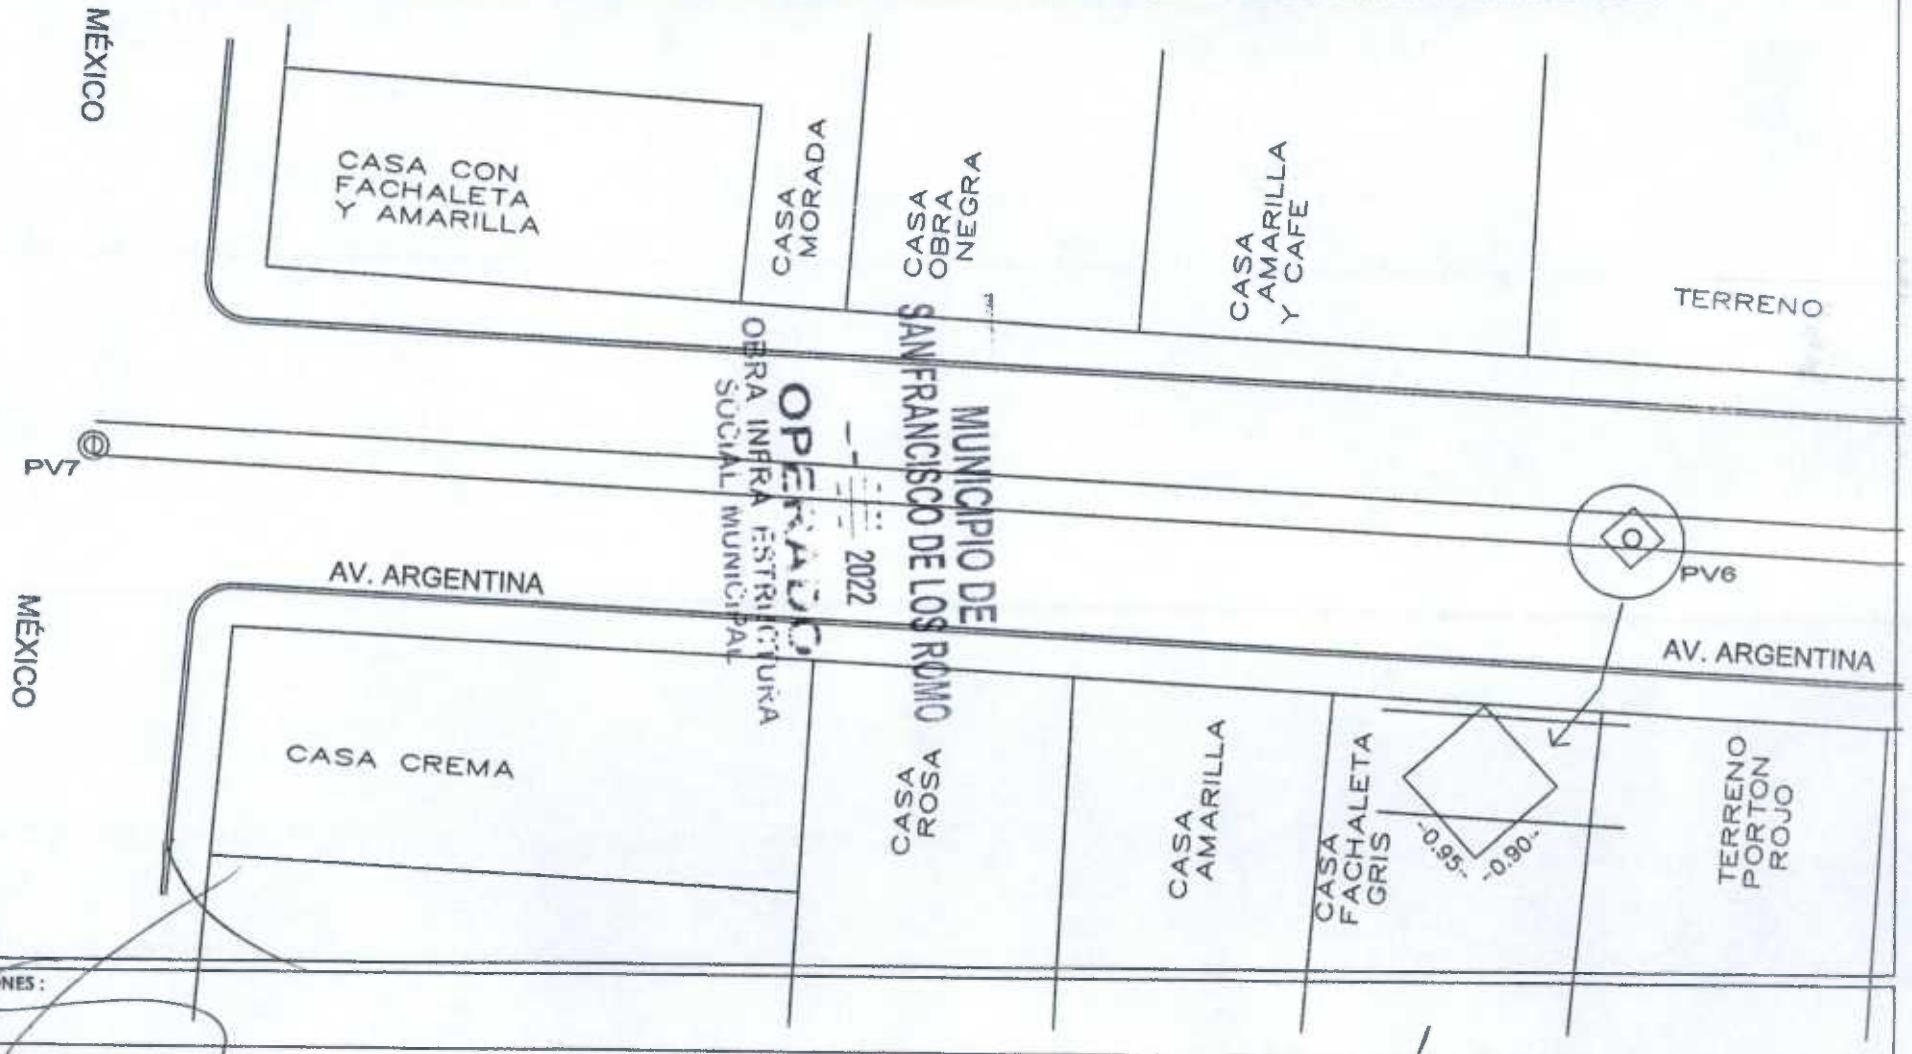 MÉXICO
CASA CON
FACHALETA
Y AMARILLA
CASA
MORADA
CASA
OBRA
NEGRA
CASA
AMARILLA
Y CAFE
TERRENO
PV7
AV. ARGENTINA
MUNICIPIO DE
SAN FRANCISCO DE LOS ROMO
2022
OPERADO
OBRA INFRA ESTRUCTURA
SOCIAL MUNICIPAL
PV6
AV. ARGENTINA
MÉXICO
CASA CREMA
CASA
ROSA
CASA
AMARILLA
CASA
FACHALETA
GRIS
-0.95-
-0.90-
TERRENO
PORTON
ROJO
NES: